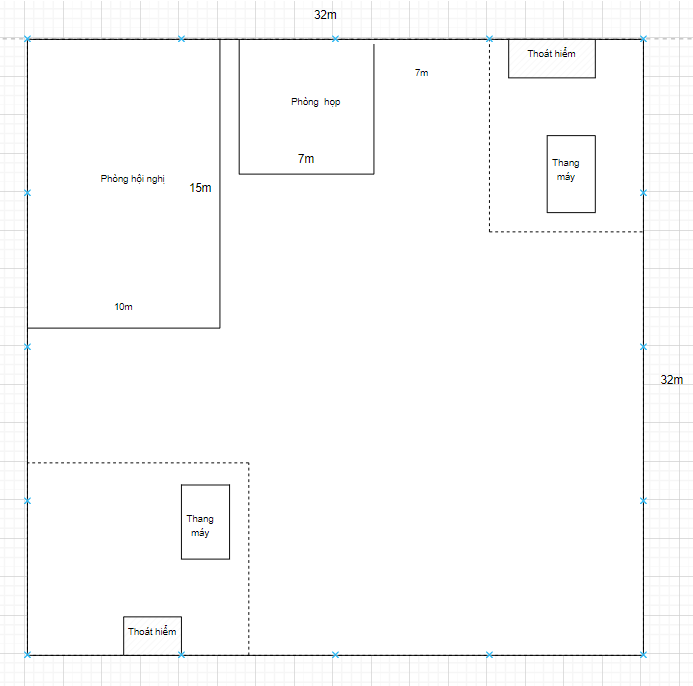 32m
Thoát hiểm
7m
Phòng họp
Thang
máy
7m
Phòng hội nghị
15m
10m
32m
Thang
máy
Thoát hiểm